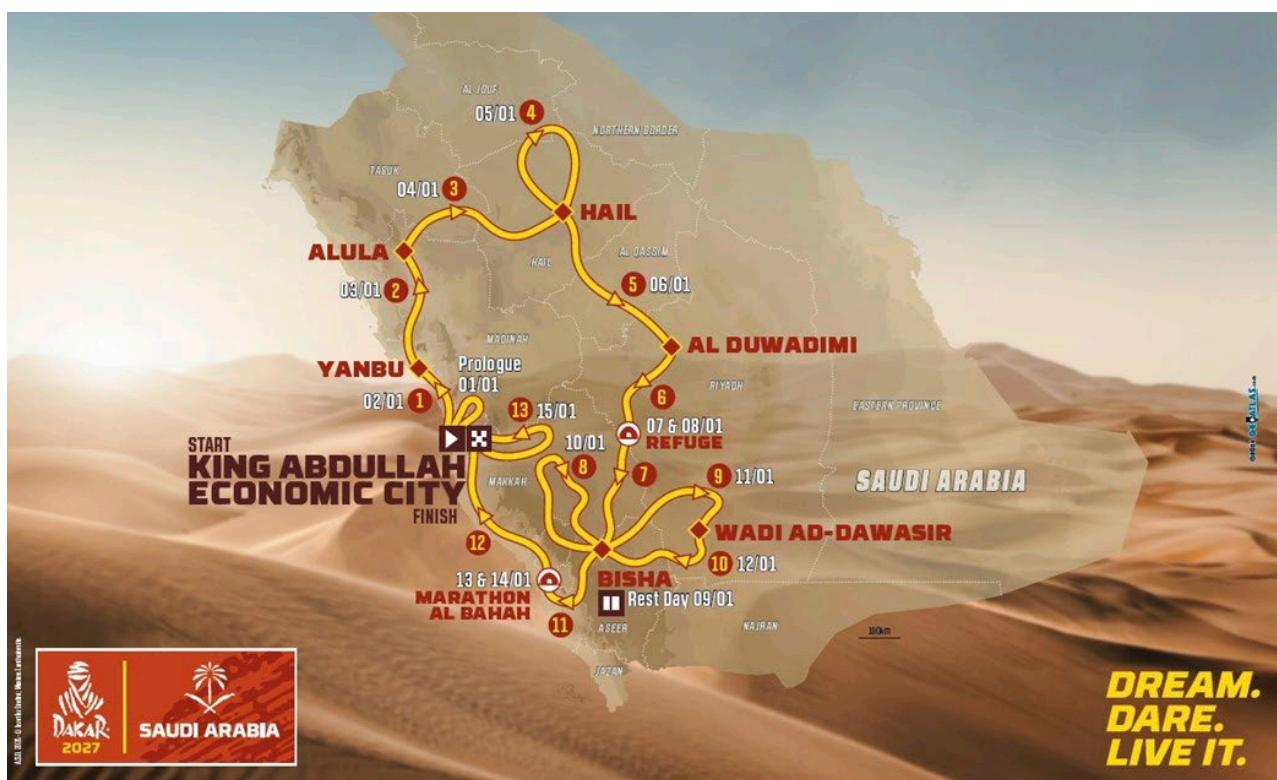 AL JOUF
05/01 4
NORTHERN BORDER
TABUK
04/01 3
HAIL
ALULA
HAIL
AL QASSIM
03/01 2
5 06/01
MADINAH
AL DUWADIMI
YANBU
Prologue
01/01
RIYADH
02/01 1
6
EASTERN PROVINCE
13 15/01
07 & 08/01
REFUGE
START
KING ABDULLAH
ECONOMIC CITY
FINISH
10/01
8
MAKKAH
7
9 11/01
SAUDI ARABIA
12
WADI AD-DAWASIR
10 12/01
13 & 14/01
MARATHON
AL BAHAH
11
BISHA
Rest Day 09/01
ASEER
NAJRAN
JAZAN
100km
DAKAR
2027
SAUDI ARABIA
DREAM.
DARE.
LIVE IT.